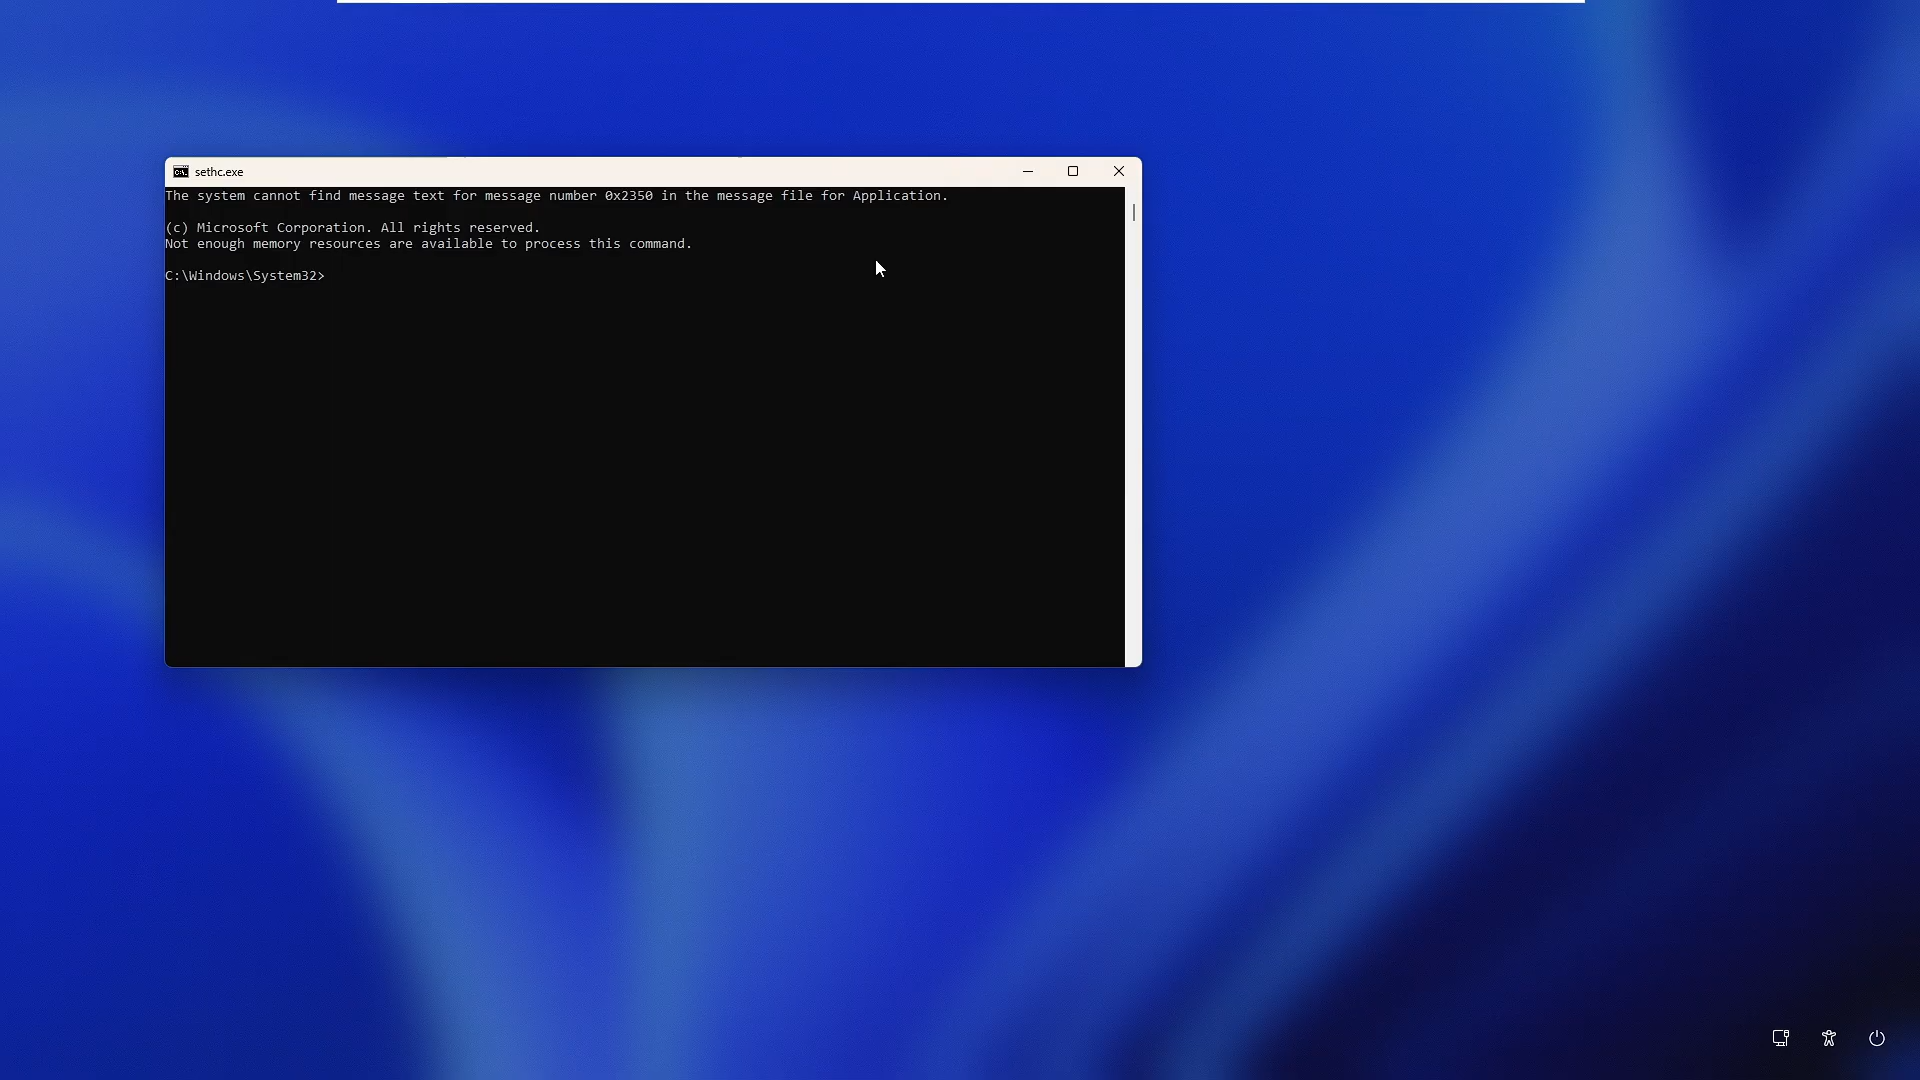 sethc.exe
The system cannot find message text for message number 0x2350 in the message file for Application.
(c) Microsoft Corporation. All rights reserved.
Not enough memory resources are available to process this command.
C:\Windows\System32>